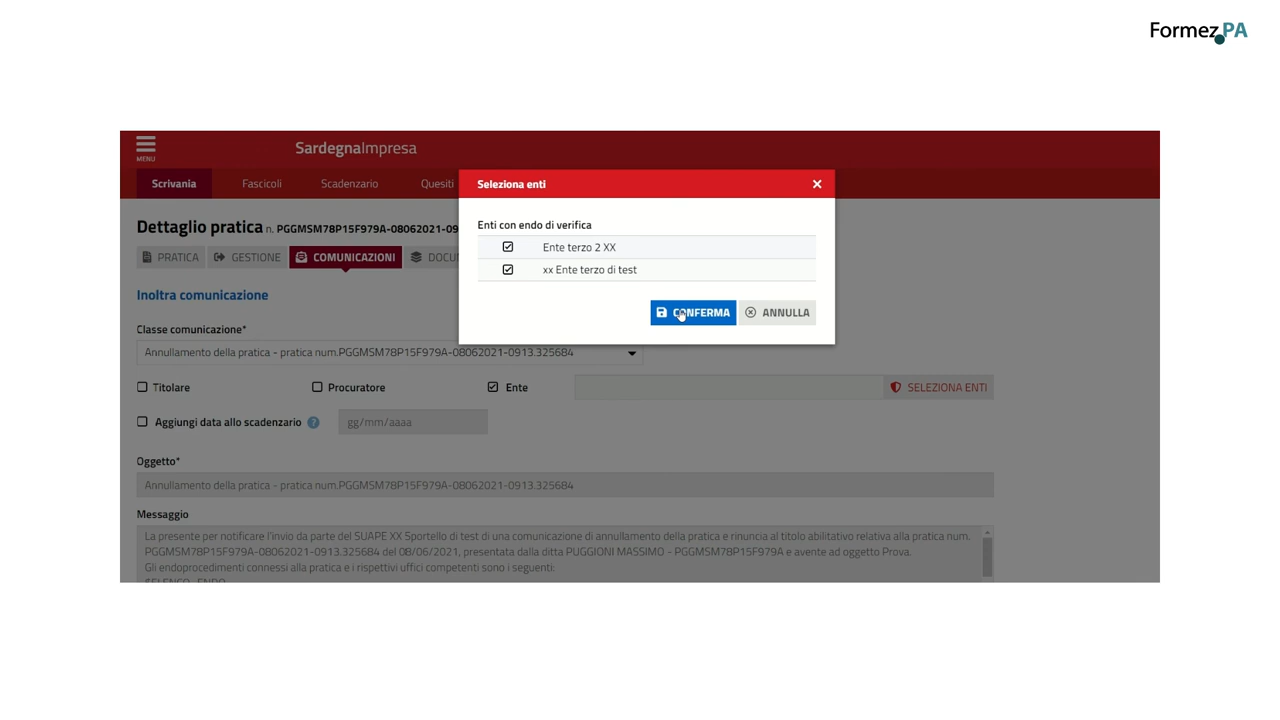 Formez.PA
MENU
SardegnaImpresa
Scrivania
Fascicoli
Scadenzario
Quesiti
Seleziona enti
Enti con endo di verifica
Ente terzo 2 XX
xx Ente terzo di test
CONFERMA
ANNULLA
Dettaglio pratica n. PGGMSM78P15F979A-08062021-09
PRATICA
GESTIONE
COMUNICAZIONI
DOCU
Inoltra comunicazione
Classe comunicazione*
Annullamento della pratica - pratica num.PGGMSM78P15F979A-08062021-0913.325684
Titolare
Procuratore
Ente
SELEZIONA ENTI
Aggiungi data allo scadenzario ?
gg/mm/aaaa
Oggetto*
Annullamento della pratica - pratica num.PGGMSM78P15F979A-08062021-0913.325684
Messaggio
La presente per notificare l'invio da parte del SUAPE XX Sportello di test di una comunicazione di annullamento della pratica e rinuncia al titolo abilitativo relativa alla pratica num.
PGGMSM78P15F979A-08062021-0913.325684 del 08/06/2021, presentata dalla ditta PUGGIONI MASSIMO - PGGMSM78P15F979A e avente ad oggetto Prova.
Gli endoprocedimenti connessi alla pratica e i rispettivi uffici competenti sono i seguenti: